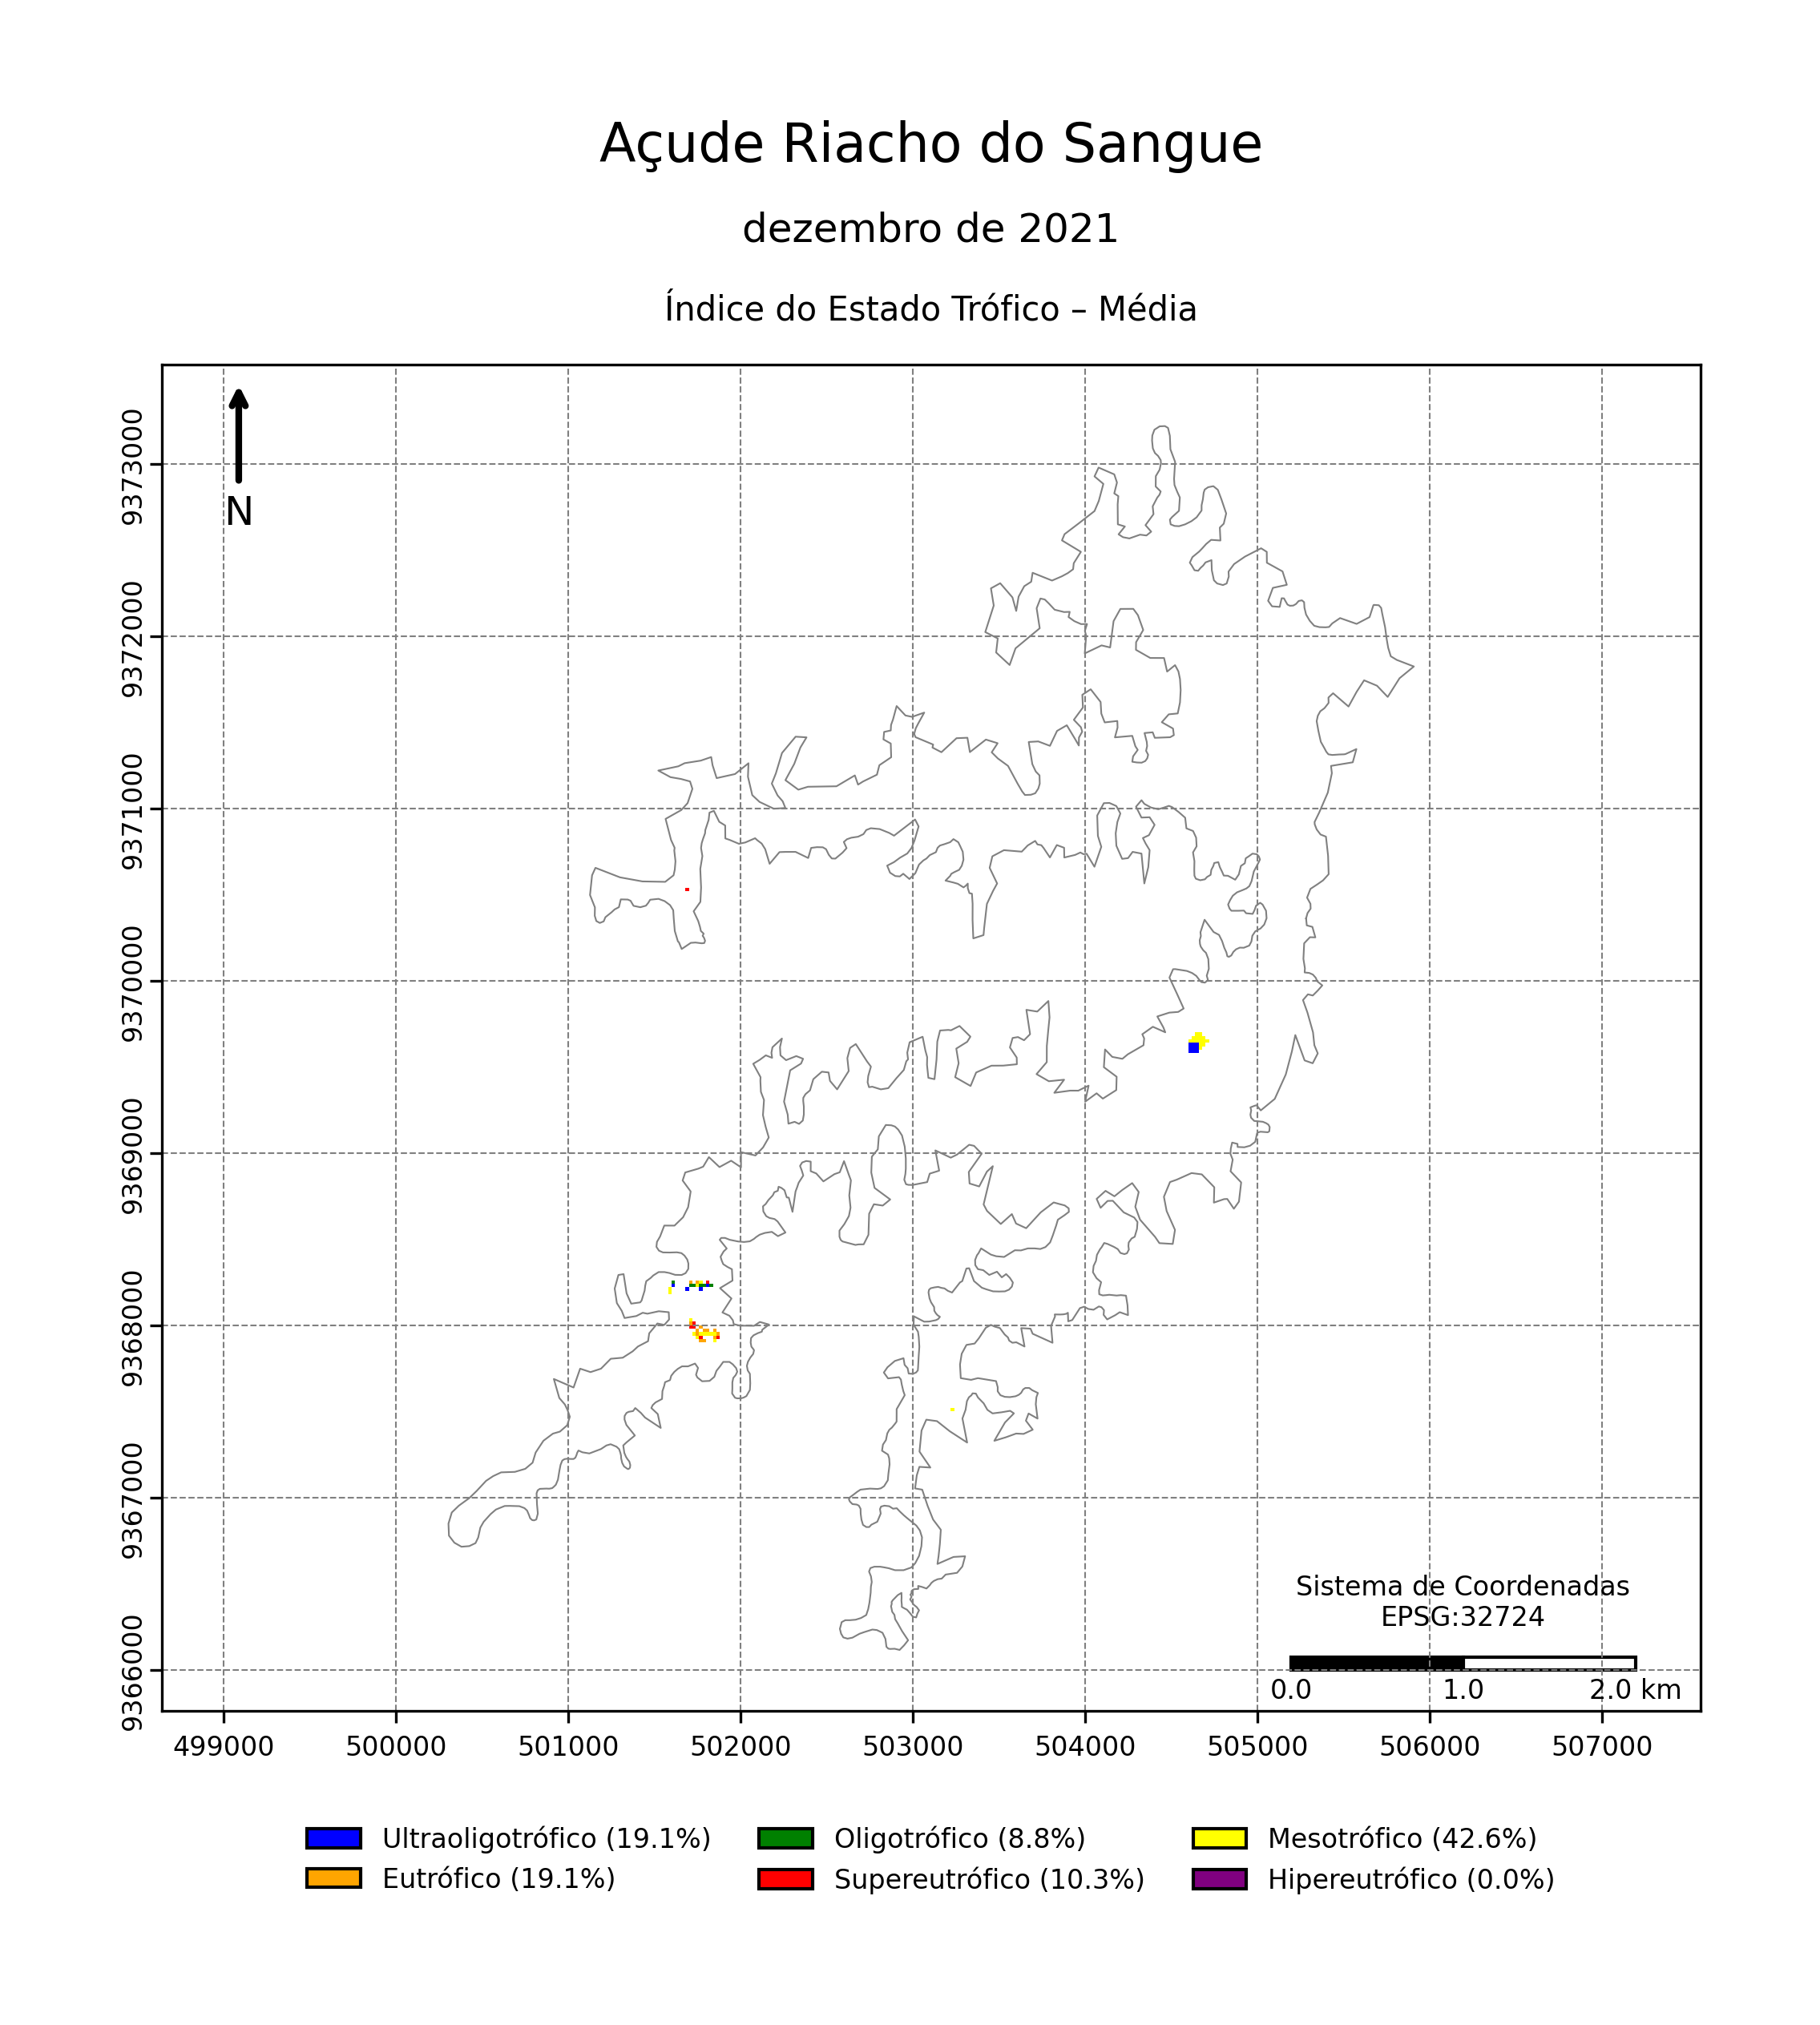 Açude Riacho do Sangue
dezembro de 2021
Índice do Estado Trófico – Média
N
9373000
9372000
9371000
9370000
9369000
9368000
9367000
9366000
Sistema de Coordenadas
EPSG:32724
0.0 1.0 2.0 km
499000 500000 501000 502000 503000 504000 505000 506000 507000
Ultraoligotrófico (19.1%) Oligotrófico (8.8%) Mesotrófico (42.6%)
Eutrófico (19.1%) Supereutrófico (10.3%) Hipereutrófico (0.0%)